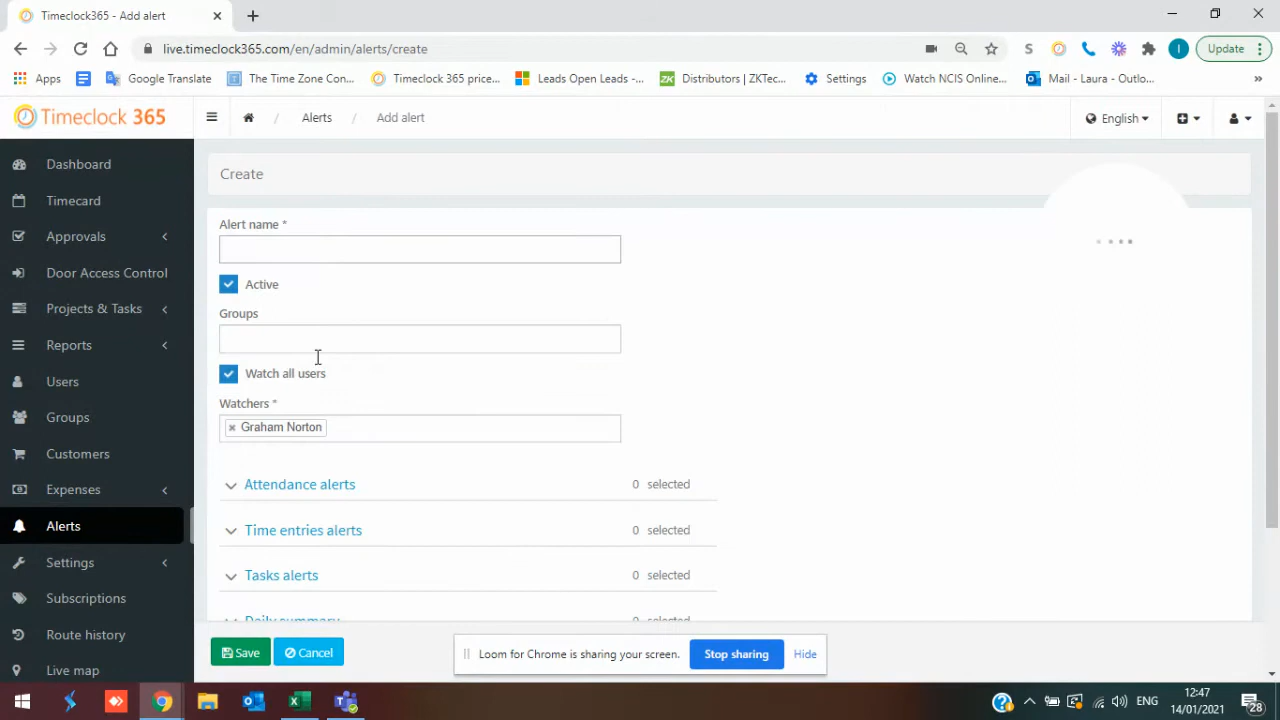 Timeclock365 - Add alert
live.timeclock365.com/en/admin/alerts/create
Update
Apps
Google Translate
The Time Zone Con...
Timeclock 365 price...
Leads Open Leads -...
Distributors | ZKTec...
Settings
Watch NCIS Online...
Mail - Laura - Outlo...
»
Timeclock 365
/ Alerts / Add alert
English
Dashboard
Timecard
Approvals
Door Access Control
Projects & Tasks
Reports
Users
Groups
Customers
Expenses
Alerts
Settings
Subscriptions
Route history
Live map
Create
Alert name *
Active
Groups
Watch all users
Watchers *
× Graham Norton
Attendance alerts 0 selected
Time entries alerts 0 selected
Tasks alerts 0 selected
Daily summary 0 selected
Save
Cancel
Loom for Chrome is sharing your screen.
Stop sharing
Hide
ENG
12:47
14/01/2021
28